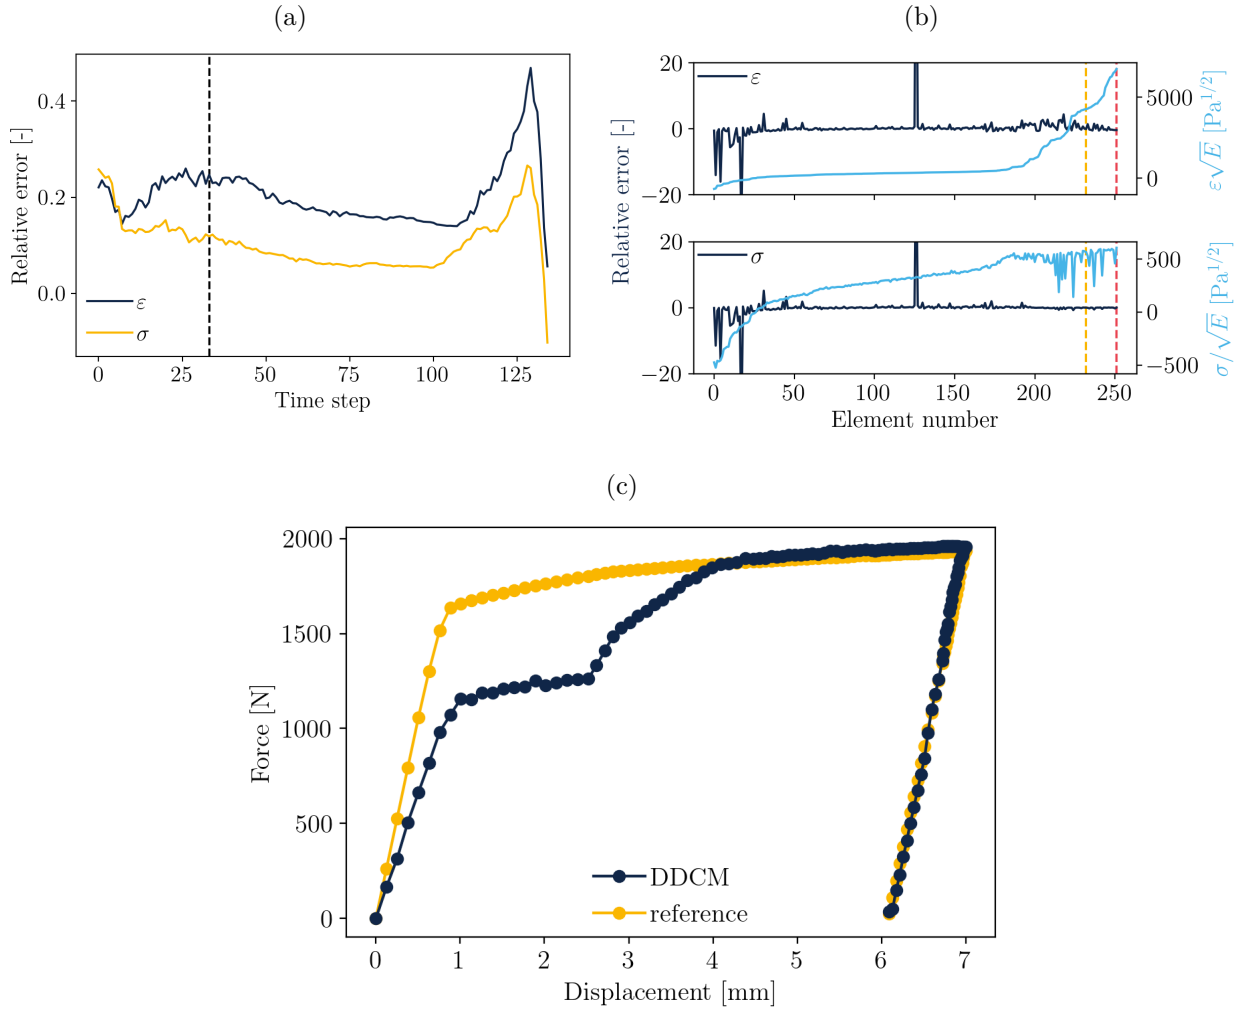 (a)
Relative error [-]
0.4
0.2
0.0
ε
σ
0
25
50
75
100
125
Time step
(b)
Relative error [-]
20
0
−20
ε
5000
0
ε√E [Pa^{1/2}]
20
0
−20
σ
500
0
−500
σ/√E [Pa^{1/2}]
0
50
100
150
200
250
Element number
(c)
Force [N]
2000
1500
1000
500
0
DDCM
reference
0
1
2
3
4
5
6
7
Displacement [mm]